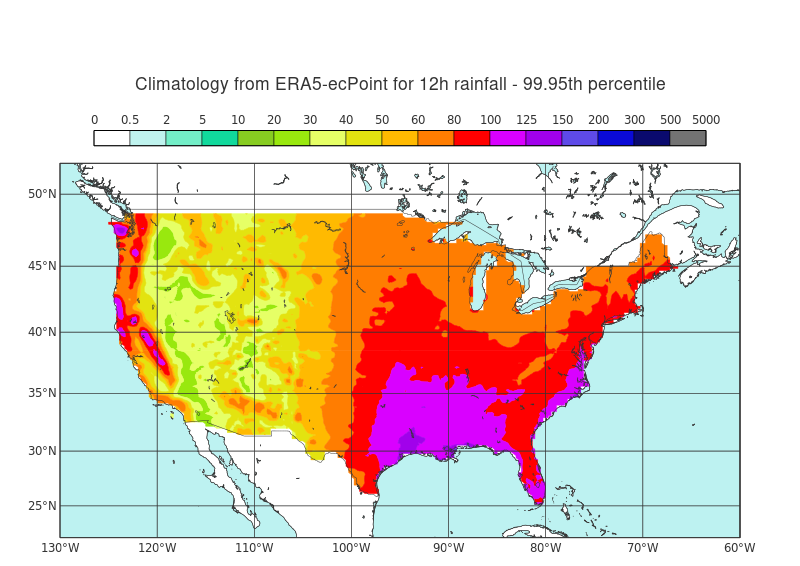 Climatology from ERA5-ecPoint for 12h rainfall - 99.95th percentile
0 0.5 2 5 10 20 30 40 50 60 80 100 125 150 200 300 500 5000
50°N
45°N
40°N
35°N
30°N
25°N
130°W 120°W 110°W 100°W 90°W 80°W 70°W 60°W